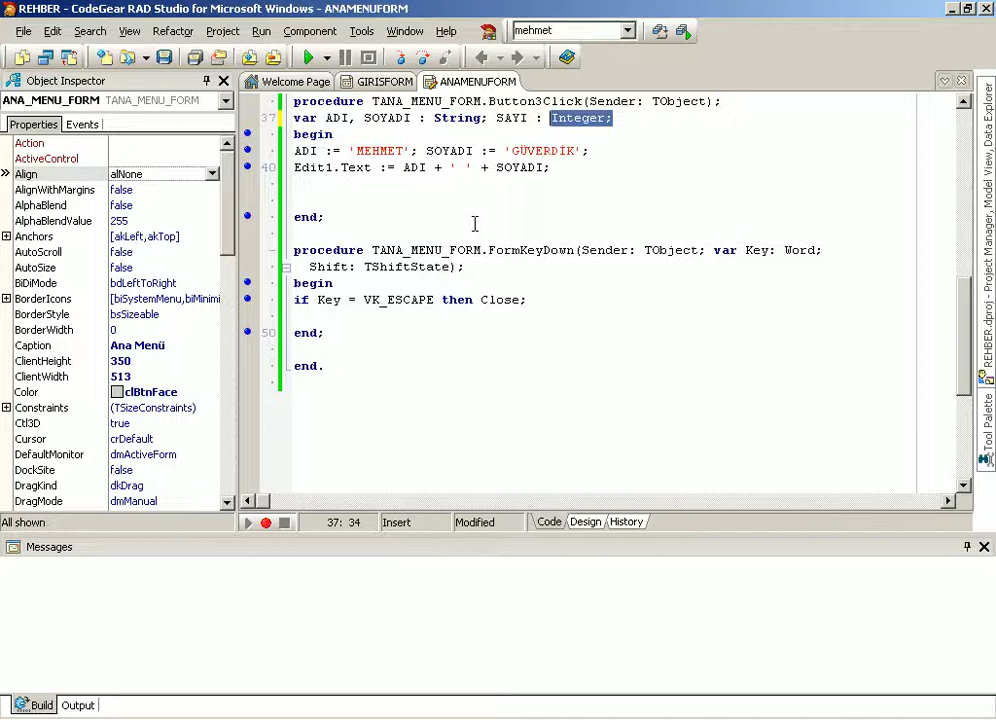 REHBER - CodeGear RAD Studio for Microsoft Windows - ANAMENUFORM
File Edit Search View Refactor Project Run Component Tools Window Help mehmet
Object Inspector
ANA_MENU_FORM TANA_MENU_FORM
Properties Events
Action
ActiveControl
Align alNone
AlignWithMargins false
AlphaBlend false
AlphaBlendValue 255
Anchors [akLeft,akTop]
AutoScroll false
AutoSize false
BiDiMode bdLeftToRight
BorderIcons [biSystemMenu,biMinimi
BorderStyle bsSizeable
BorderWidth 0
Caption Ana Menü
ClientHeight 350
ClientWidth 513
Color clBtnFace
Constraints (TSizeConstraints)
Ctl3D true
Cursor crDefault
DefaultMonitor dmActiveForm
DockSite false
DragKind dkDrag
DragMode dmManual
All shown
Welcome Page GIRISFORM ANAMENUFORM
procedure TANA_MENU_FORM.Button3Click(Sender: TObject);
37 var ADI, SOYADI : String; SAYI : Integer;
begin
ADI := 'MEHMET'; SOYADI := 'GÜVERDİK';
40 Edit1.Text := ADI + ' ' + SOYADI;
end;
procedure TANA_MENU_FORM.FormKeyDown(Sender: TObject; var Key: Word;
Shift: TShiftState);
begin
if Key = VK_ESCAPE then Close;
50 end;
end.
37: 34 Insert Modified Code Design History
REHBER.dproj - Project Manager, Model View, Data Explorer
Tool Palette
Messages
Build Output